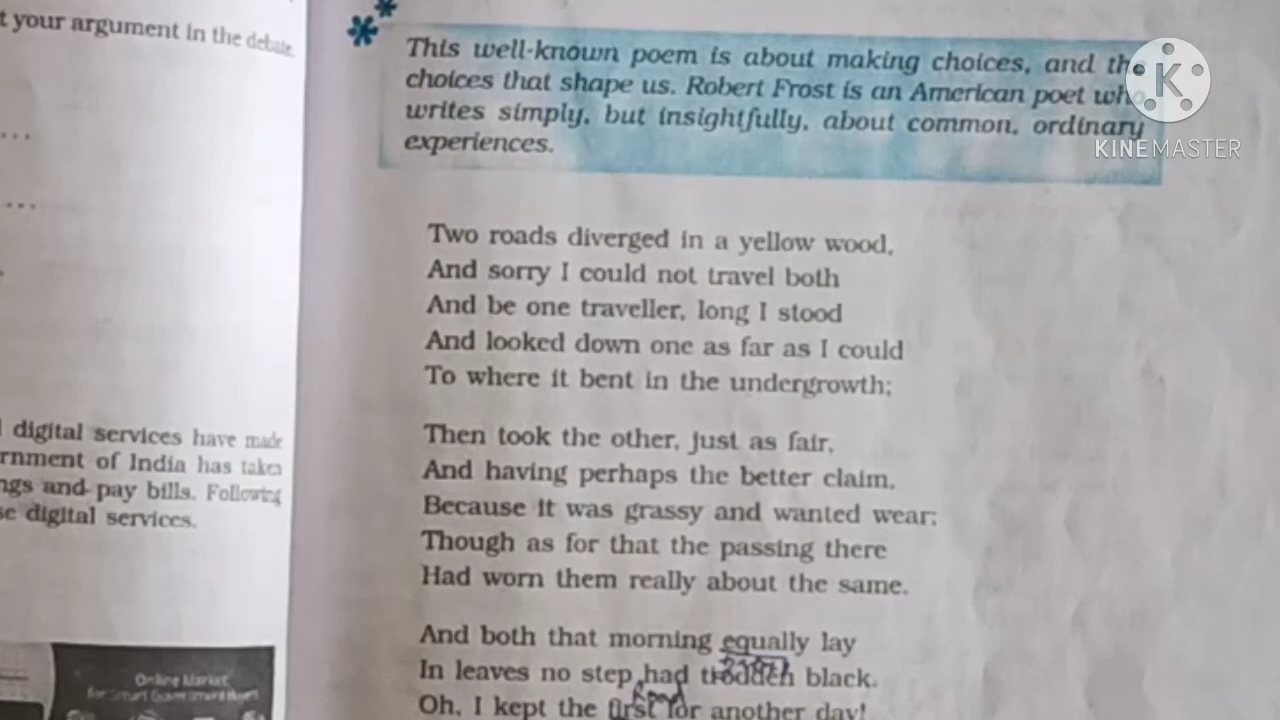 t your argument in the debate.
...
...
l digital services have made
rnment of India has taken
ngs and pay bills. Following
se digital services.
Online Market
for Smart Government Buyers
This well-known poem is about making choices, and the
choices that shape us. Robert Frost is an American poet who
writes simply, but insightfully, about common, ordinary
experiences.
K
KINEMASTER
Two roads diverged in a yellow wood,
And sorry I could not travel both
And be one traveller, long I stood
And looked down one as far as I could
To where it bent in the undergrowth;
Then took the other, just as fair,
And having perhaps the better claim,
Because it was grassy and wanted wear;
Though as for that the passing there
Had worn them really about the same.
And both that morning equally lay
In leaves no step had trodden black.
Road
Oh, I kept the first for another day!